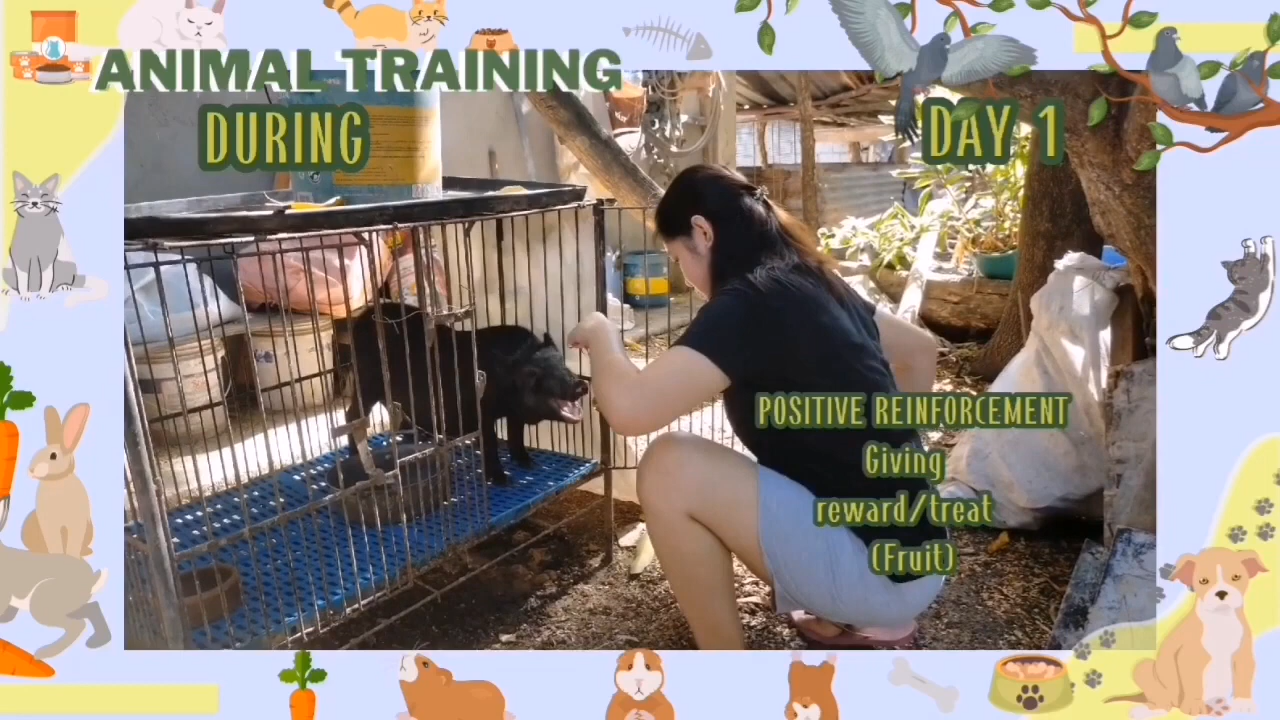 ANIMAL TRAINING
DURING
DAY 1
POSITIVE REINFORCEMENT
Giving
reward/treat
(Fruit)